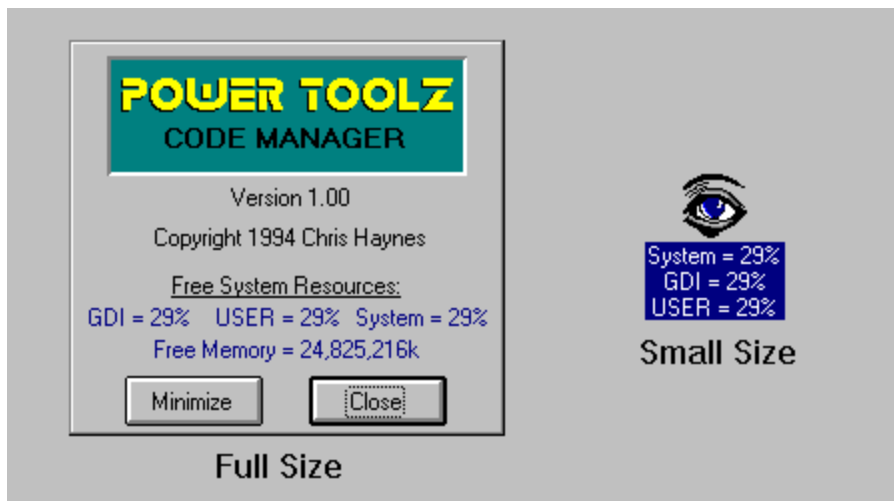 POWER TOOLZ
CODE MANAGER
Version 1.00
Copyright 1994 Chris Haynes
Free System Resources:
GDI = 29% USER = 29% System = 29%
Free Memory = 24,825,216k
Minimize Close
Full Size
System = 29%
GDI = 29%
USER = 29%
Small Size